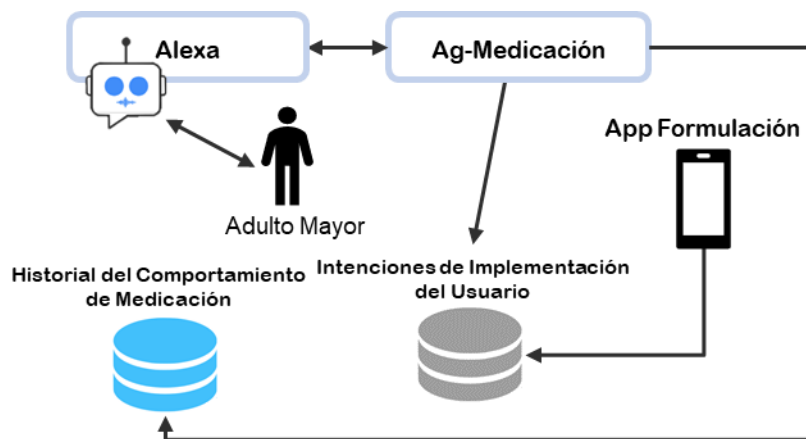 Alexa
Ag-Medicación
App Formulación
Adulto Mayor
Historial del Comportamiento
de Medicación
Intenciones de Implementación
del Usuario